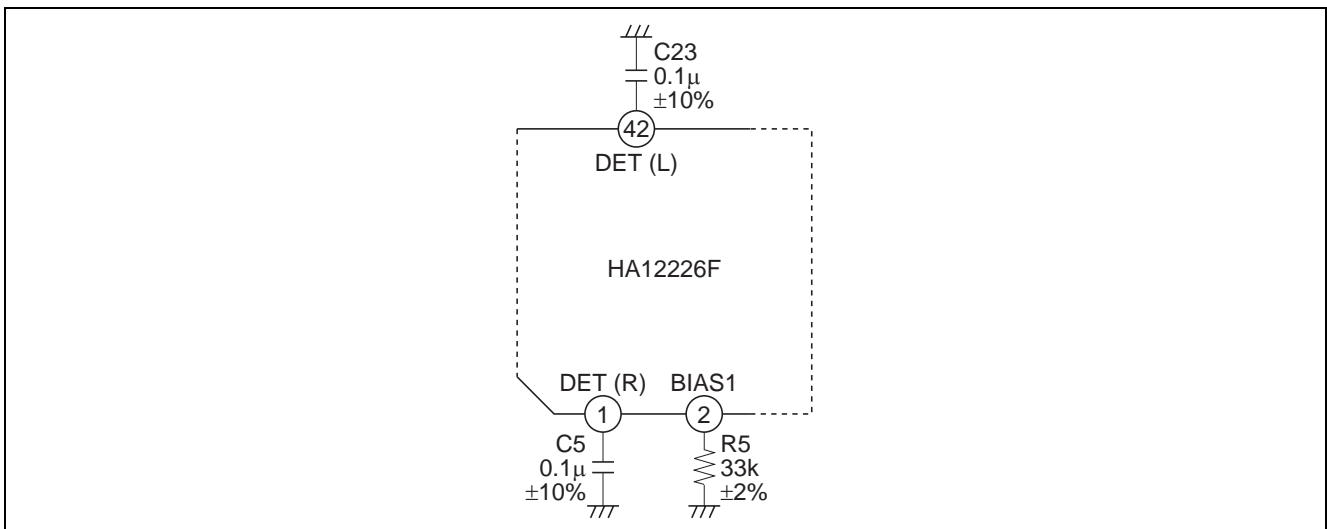 C23
0.1μ
±10%
42
DET (L)
HA12226F
DET (R) BIAS1
1 2
C5 R5
0.1μ 33k
±10% ±2%